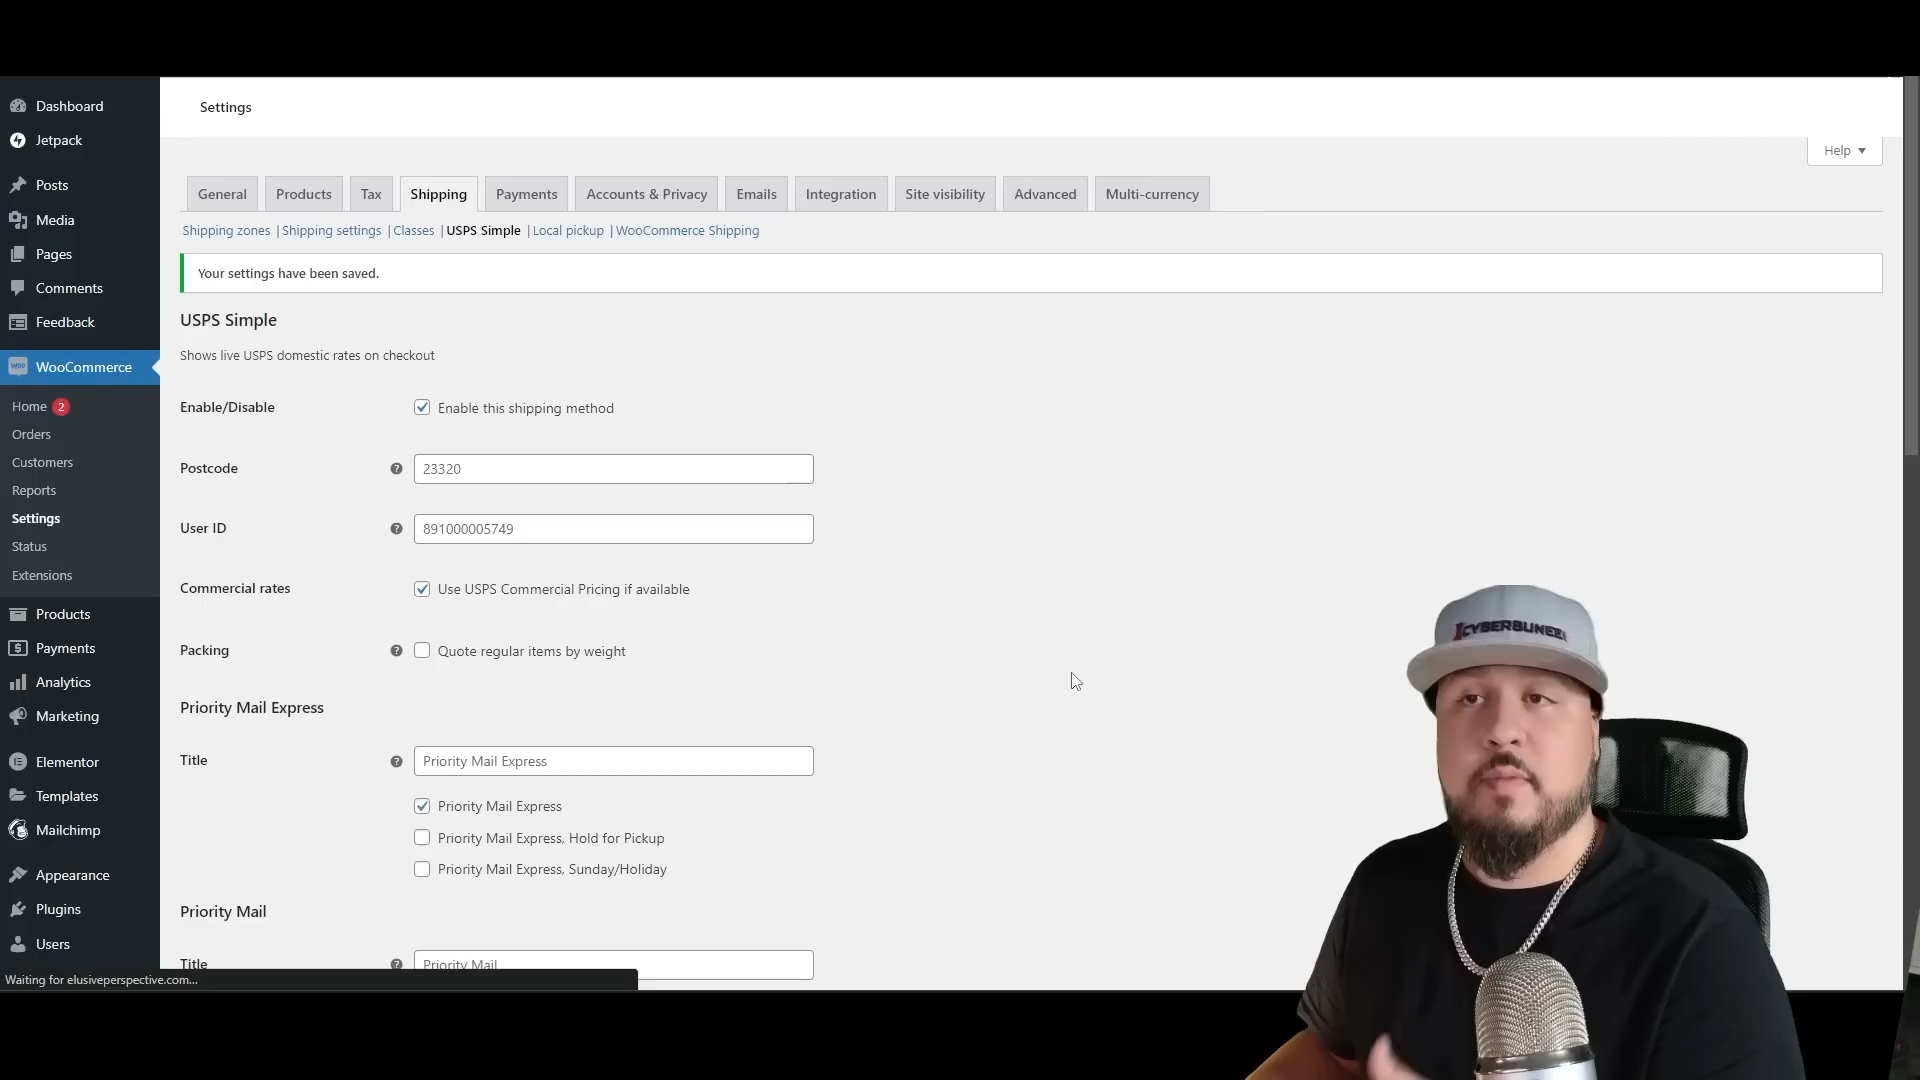 Settings
Help
Dashboard
Jetpack
Posts
Media
Pages
Comments
Feedback
WooCommerce
Home 2
Orders
Customers
Reports
Settings
Status
Extensions
Products
Payments
Analytics
Marketing
Elementor
Templates
Mailchimp
Appearance
Plugins
Users
Waiting for elusiveperspective.com...
General Products Tax Shipping Payments Accounts & Privacy Emails Integration Site visibility Advanced Multi-currency
Shipping zones | Shipping settings | Classes | USPS Simple | Local pickup | WooCommerce Shipping
Your settings have been saved.
USPS Simple
Shows live USPS domestic rates on checkout
Enable/Disable Enable this shipping method
Postcode 23320
User ID 891000005749
Commercial rates Use USPS Commercial Pricing if available
Packing Quote regular items by weight
Priority Mail Express
Title Priority Mail Express
Priority Mail Express
Priority Mail Express, Hold for Pickup
Priority Mail Express, Sunday/Holiday
Priority Mail
Title Priority Mail